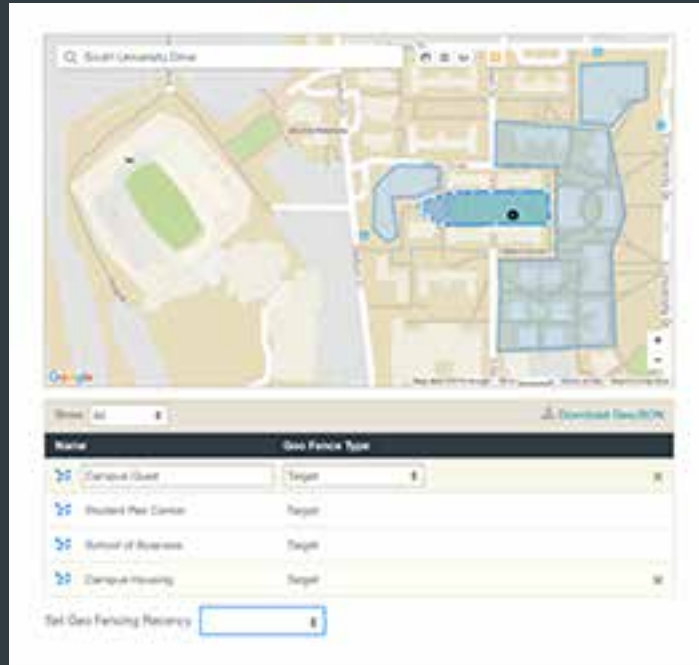 South University Drive
Google
Show All
Download GeoJSON
Name Geo Fence Type
Campus Quad Target
Student Rec Center Target
School of Business Target
Campus Housing Target
Set Geo Fencing Recency